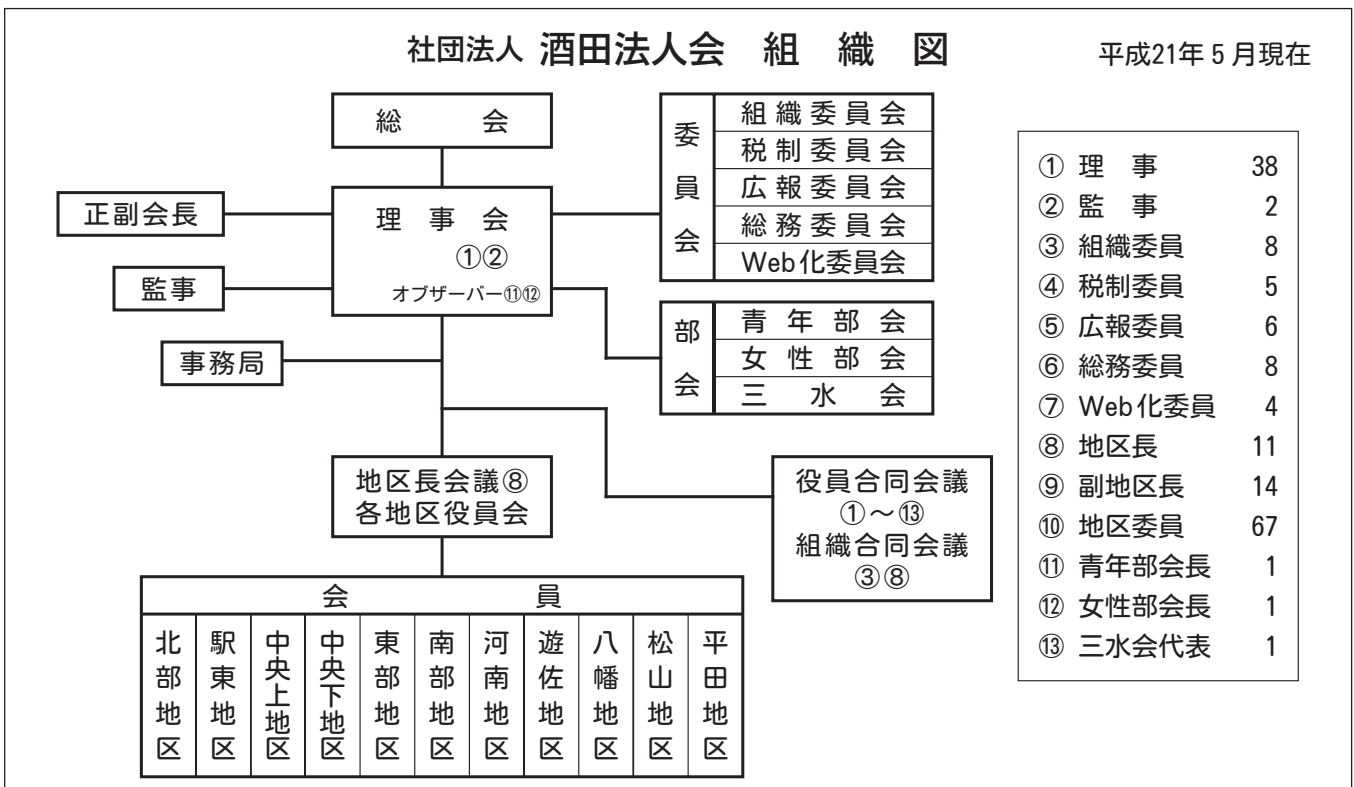 社団法人 酒田法人会 組 織 図
平成21年5月現在
総 会
正副会長
理 事 会
①②
オブザーバー⑪⑫
監事
事務局
委員会
組織委員会
税制委員会
広報委員会
総務委員会
Web化委員会
部会
青年部会
女性部会
三水会
地区長会議⑧
各地区役員会
役員合同会議
①～⑬
組織合同会議
③⑧
会 員
北部地区
駅東地区
中央上地区
中央下地区
東部地区
南部地区
河南地区
遊佐地区
八幡地区
松山地区
平田地区
① 理 事 38
② 監 事 2
③ 組織委員 8
④ 税制委員 5
⑤ 広報委員 6
⑥ 総務委員 8
⑦ Web化委員 4
⑧ 地区長 11
⑨ 副地区長 14
⑩ 地区委員 67
⑪ 青年部会長 1
⑫ 女性部会長 1
⑬ 三水会代表 1